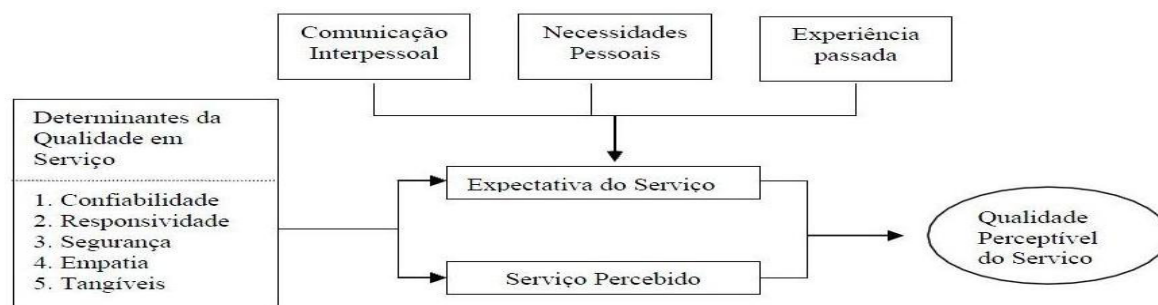 Comunicação
Interpessoal
Necessidades
Pessoais
Experiência
passada
Determinantes da
Qualidade em
Serviço
1. Confiabilidade
2. Responsividade
3. Segurança
4. Empatia
5. Tangíveis
Expectativa do Serviço
Serviço Percebido
Qualidade
Perceptível
do Servico